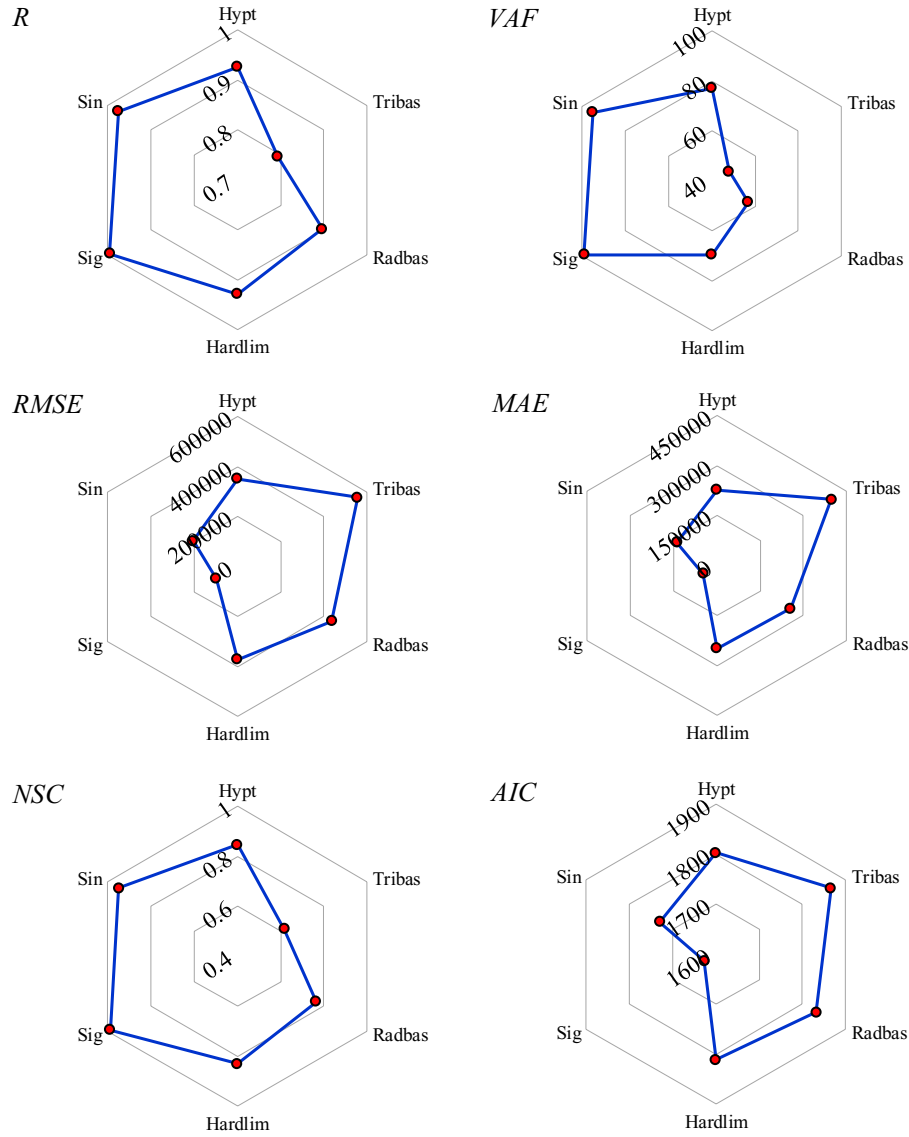 R
Hypt
Tribas
Radbas
Hardlim
Sig
Sin
1
0.9
0.8
0.7
VAF
Hypt
Tribas
Radbas
Hardlim
Sig
Sin
100
80
60
40
RMSE
Hypt
Tribas
Radbas
Hardlim
Sig
Sin
600000
400000
200000
0
MAE
Hypt
Tribas
Radbas
Hardlim
Sig
Sin
450000
300000
150000
0
NSC
Hypt
Tribas
Radbas
Hardlim
Sig
Sin
1
0.8
0.6
0.4
AIC
Hypt
Tribas
Radbas
Hardlim
Sig
Sin
1900
1800
1700
1600